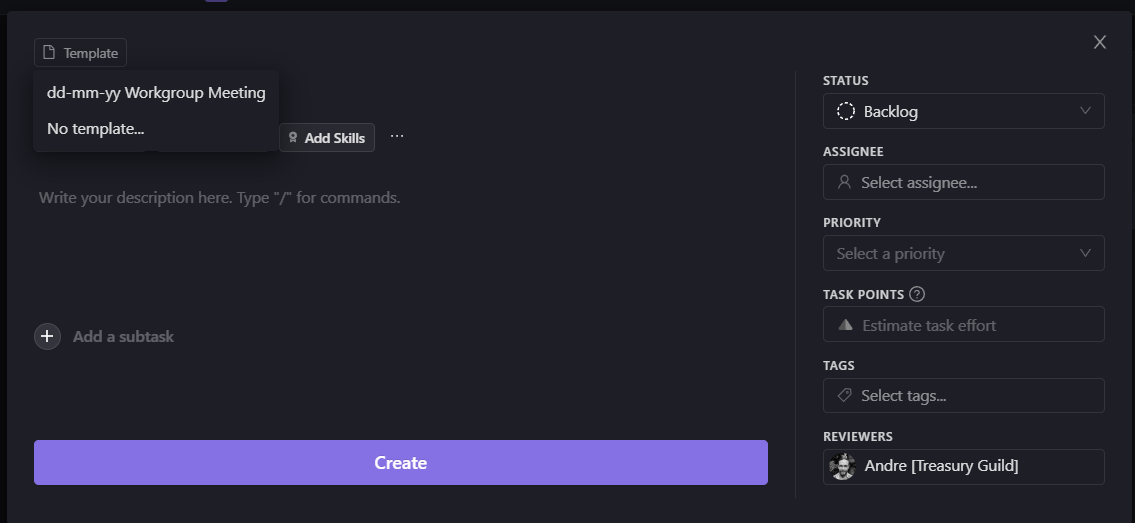 Template
dd-mm-yy Workgroup Meeting
No template...
Add Skills
...
Write your description here. Type "/" for commands.
Add a subtask
Create
STATUS
Backlog
ASSIGNEE
Select assignee...
PRIORITY
Select a priority
TASK POINTS ?
Estimate task effort
TAGS
Select tags...
REVIEWERS
Andre [Treasury Guild]